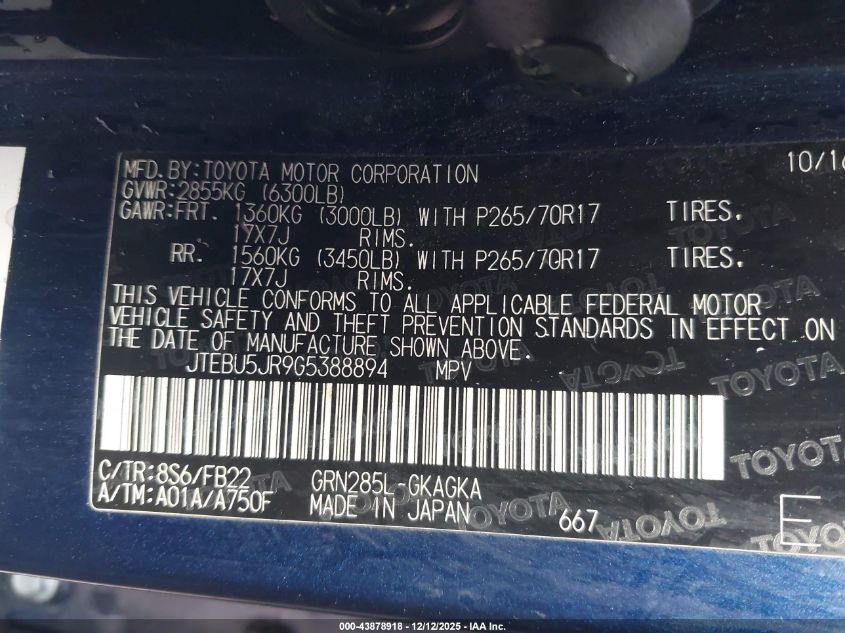 MFD.BY:TOYOTA MOTOR CORPORATION 10/16
GVWR:2855KG (6300LB)
GAWR:FRT. 1360KG (3000LB) WITH P265/70R17 TIRES.
17X7J RIMS.
RR. 1560KG (3450LB) WITH P265/70R17 TIRES.
17X7J RIMS.
THIS VEHICLE CONFORMS TO ALL APPLICABLE FEDERAL MOTOR
VEHICLE SAFETY AND THEFT PREVENTION STANDARDS IN EFFECT ON
THE DATE OF MANUFACTURE SHOWN ABOVE.
JTEBU5JR9G5388894 MPV
C/TR:8S6/FB22 GRN285L-GKAGKA
A/TM:A01A/A750F MADE IN JAPAN 667 E
TOYOTA
000-43878918 - 12/12/2025 - IAA Inc.